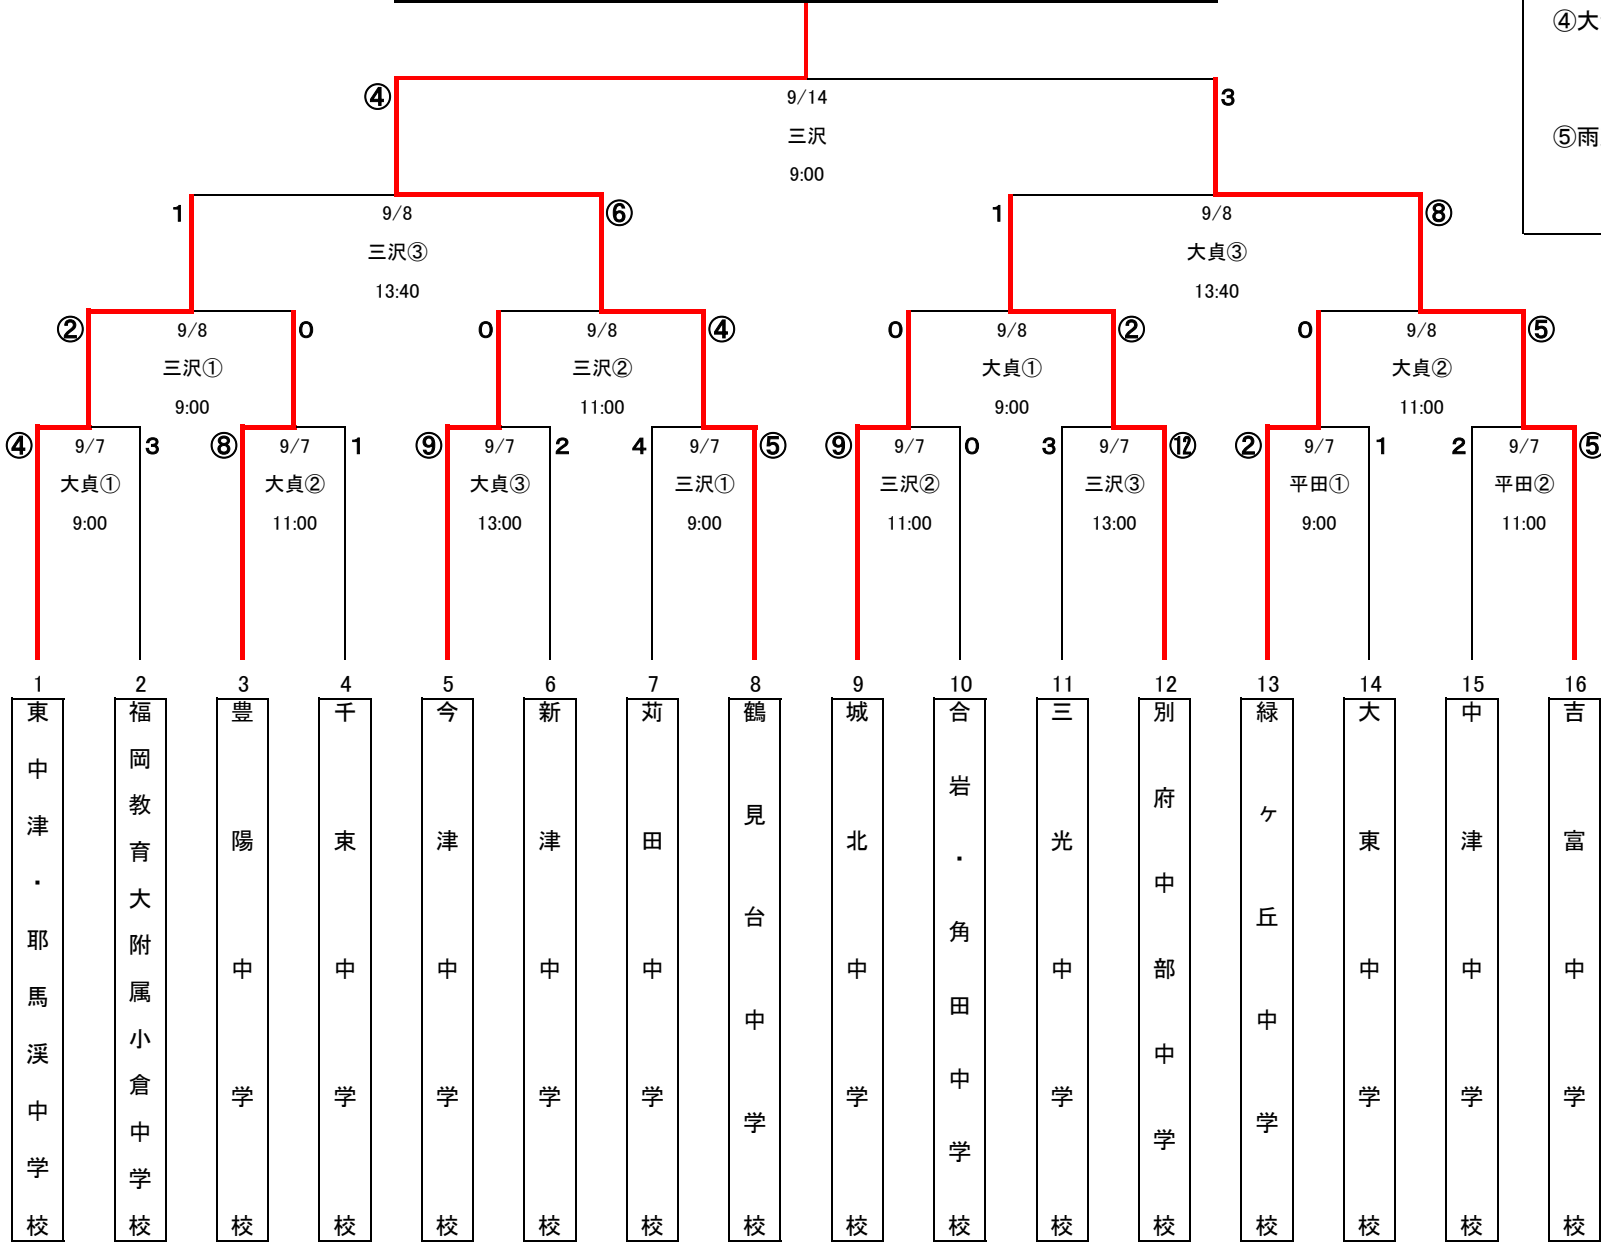 ④大
⑤雨
④ 9/14 3
三沢
9:00
1 9/8 ⑥ 1 9/8 ⑧
三沢③ 大貞③
13:40 13:40
② 9/8 0 0 9/8 ④ 0 9/8 ② 0 9/8 ⑤
三沢① 三沢② 大貞① 大貞②
9:00 11:00 9:00 11:00
④ 9/7 3 ⑧ 9/7 1 ⑨ 9/7 2 4 9/7 ⑤ ⑨ 9/7 0 3 9/7 ⑫ ② 9/7 1 2 9/7 ⑤
大貞① 大貞② 大貞③ 三沢① 三沢② 三沢③ 平田① 平田②
9:00 11:00 13:00 9:00 11:00 13:00 9:00 11:00
1 2 3 4 5 6 7 8 9 10 11 12 13 14 15 16
東中津・耶馬溪中学校
福岡教育大附属小倉中学校
豊陽中学校
千束中学校
今津中学校
新津中学校
苅田中学校
鶴見台中学校
城北中学校
合岩・角田中学校
三光中学校
別府中部中学校
緑ヶ丘中学校
大東中学校
中津中学校
吉富中学校